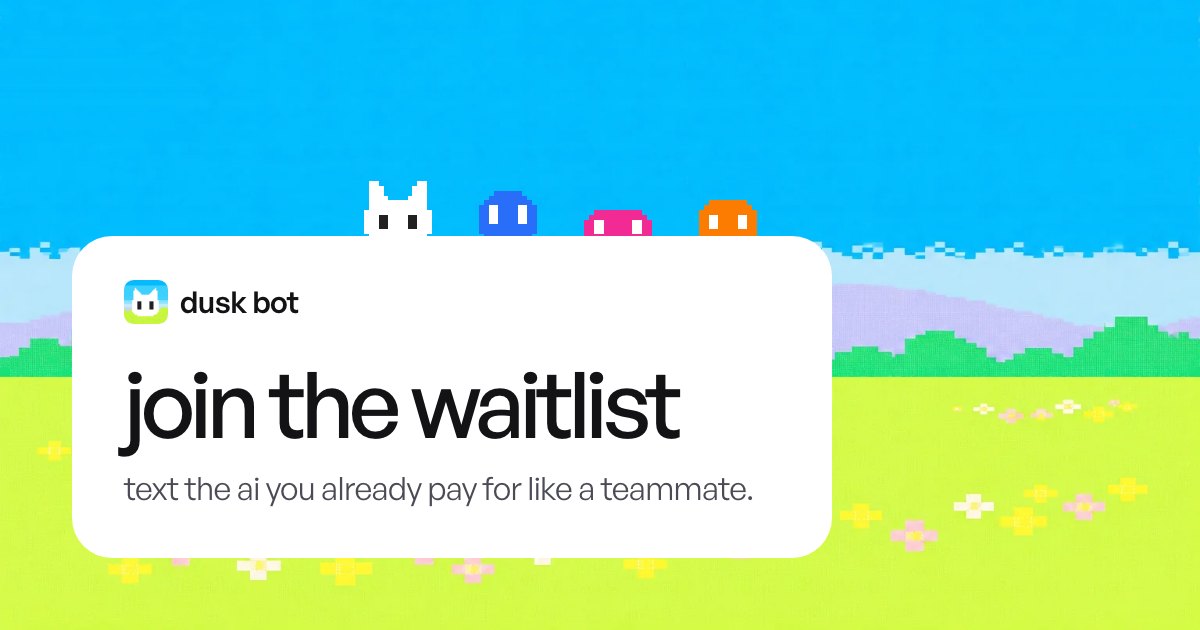 dusk bot
join the waitlist
text the ai you already pay for like a teammate.